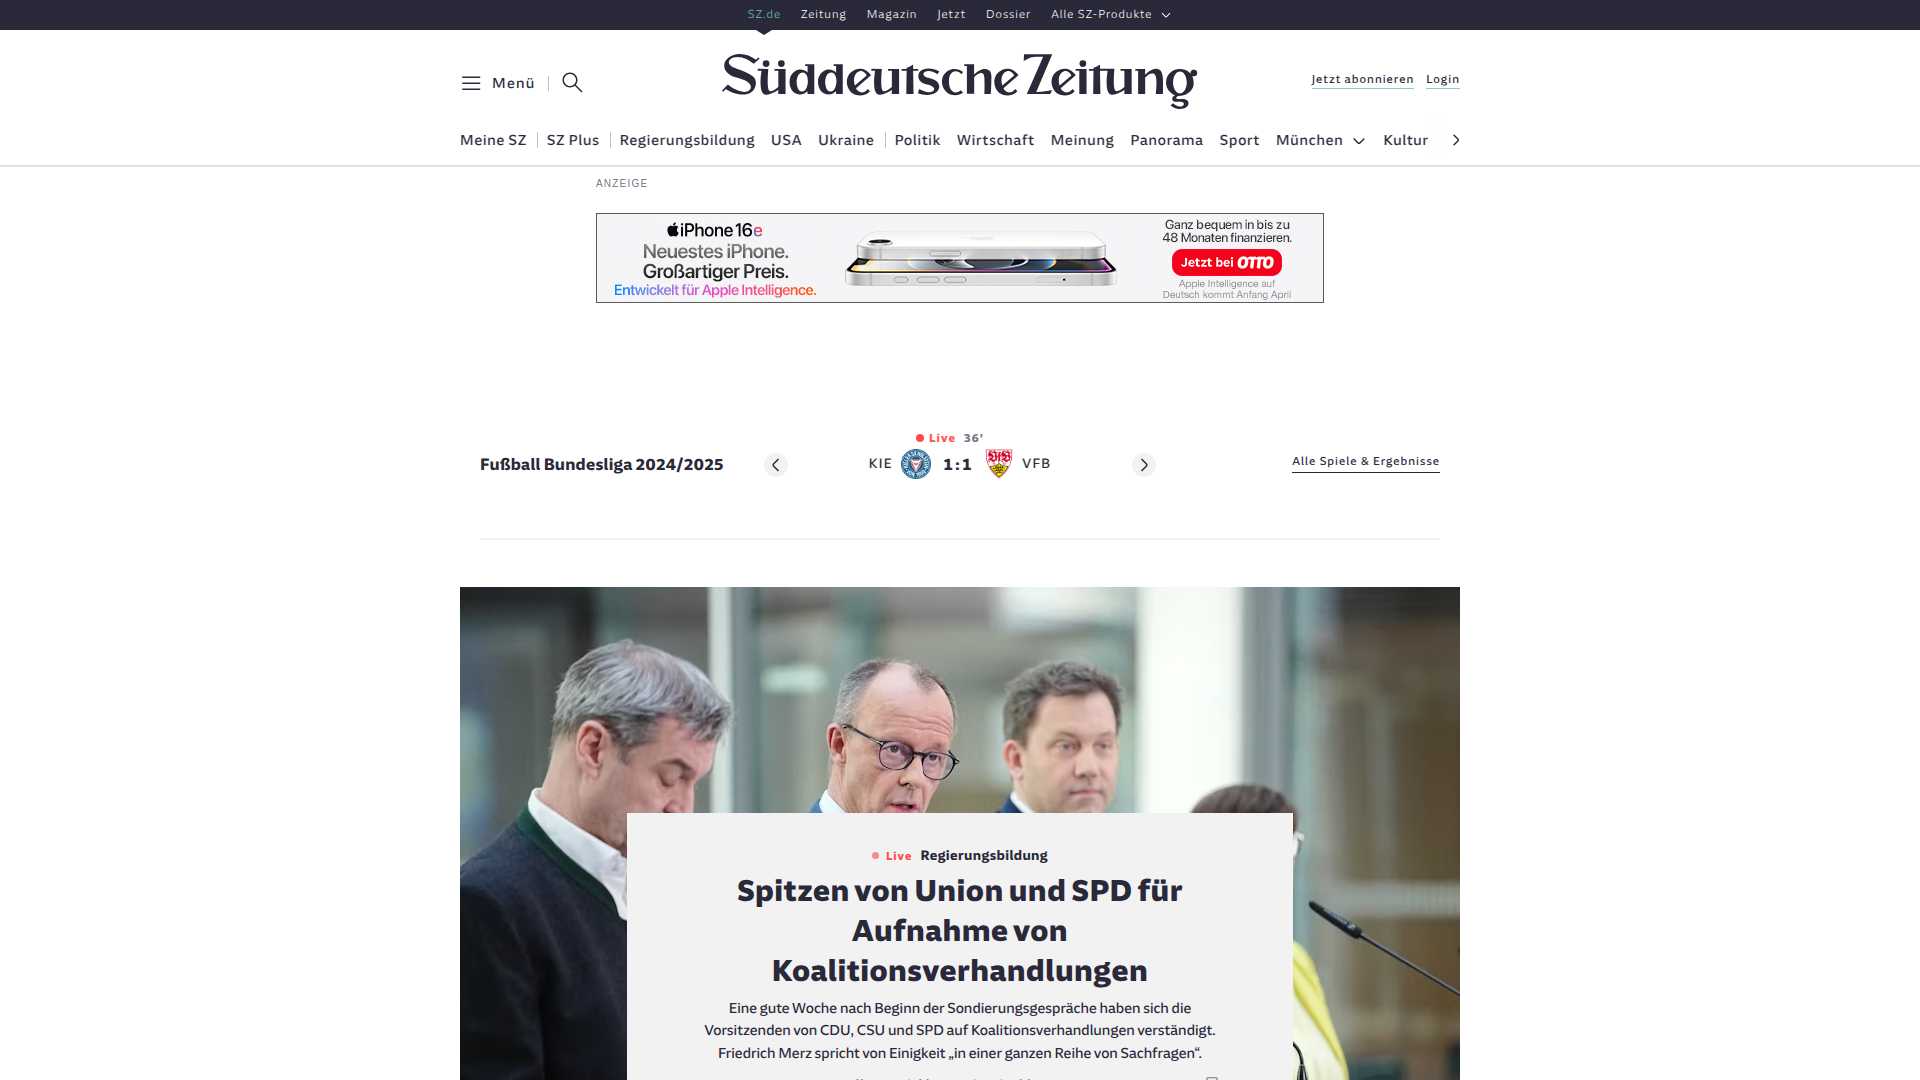 SZ.de Zeitung Magazin Jetzt Dossier Alle SZ-Produkte
Menü
Süddeutsche Zeitung
Jetzt abonnieren Login
Meine SZ SZ Plus Regierungsbildung USA Ukraine Politik Wirtschaft Meinung Panorama Sport München Kultur
ANZEIGE
iPhone 16e
Neuestes iPhone.
Großartiger Preis.
Entwickelt für Apple Intelligence.
Ganz bequem in bis zu
48 Monaten finanzieren.
Jetzt bei OTTO
Apple Intelligence auf
Deutsch kommt Anfang April
Live 36'
Fußball Bundesliga 2024/2025
KIE 1:1 VFB
Alle Spiele & Ergebnisse
Live Regierungsbildung
Spitzen von Union und SPD für
Aufnahme von
Koalitionsverhandlungen
Eine gute Woche nach Beginn der Sondierungsgespräche haben sich die
Vorsitzenden von CDU, CSU und SPD auf Koalitionsverhandlungen verständigt.
Friedrich Merz spricht von Einigkeit „in einer ganzen Reihe von Sachfragen“.